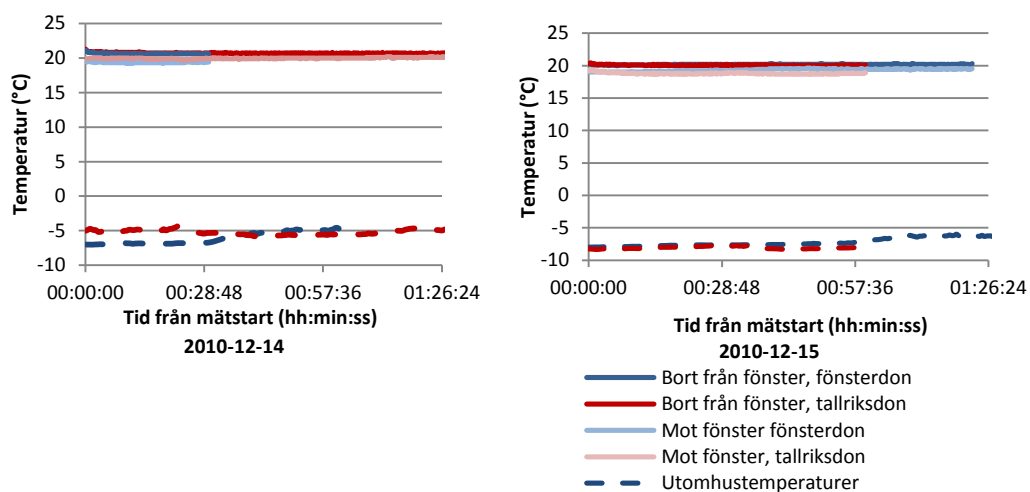 25
20
15
10
5
0
-5
-10
Temperatur (°C)
00:00:00 00:28:48 00:57:36 01:26:24
Tid från mätstart (hh:min:ss)
2010-12-14
25
20
15
10
5
0
-5
-10
Temperatur (°C)
00:00:00 00:28:48 00:57:36 01:26:24
Tid från mätstart (hh:min:ss)
2010-12-15
Bort från fönster, fönsterdon
Bort från fönster, tallriksdon
Mot fönster fönsterdon
Mot fönster, tallriksdon
Utomhustemperaturer